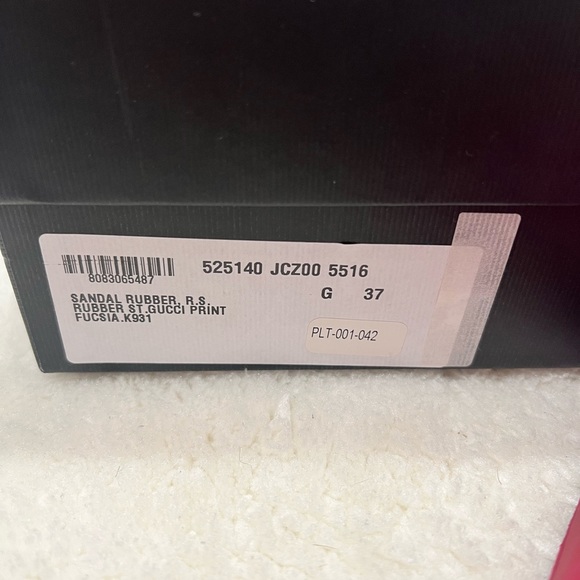 525140 JCZ00 5516
G 37
8083065487
SANDAL RUBBER, R.S.
RUBBER ST.GUCCI PRINT
FUCSIA.K931
PLT-001-042